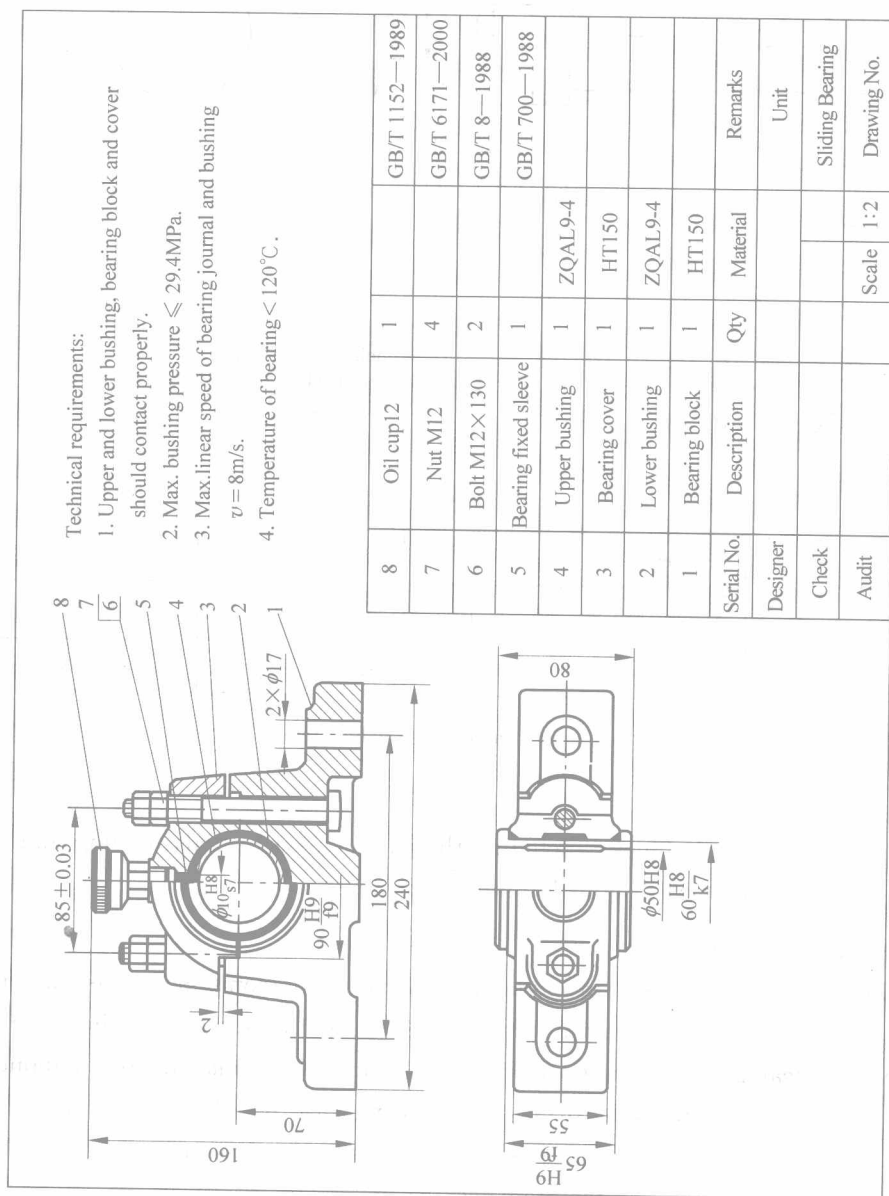 Technical requirements:
1. Upper and lower bushing, bearing block and cover
should contact properly.
2. Max. bushing pressure ⩽ 29.4MPa.
3. Max.linear speed of bearing journal and bushing
υ = 8m/s.
4. Temperature of bearing < 120℃.
8
7
6
5
4
3
2
1
85±0.03
2×ϕ17
ϕ10 H8/s7
90 H9/f9
2
70
160
180
240
80
55
65 H9/f9
ϕ50H8
60 H8/k7
8 Oil cup12 1 GB/T 1152—1989
7 Nut M12 4 GB/T 6171—2000
6 Bolt M12×130 2 GB/T 8—1988
5 Bearing fixed sleeve 1 GB/T 700—1988
4 Upper bushing 1 ZQAL9-4
3 Bearing cover 1 HT150
2 Lower bushing 1 ZQAL9-4
1 Bearing block 1 HT150
Serial No. Description Qty Material Remarks
Designer Unit
Check Sliding Bearing
Audit Scale 1:2 Drawing No.